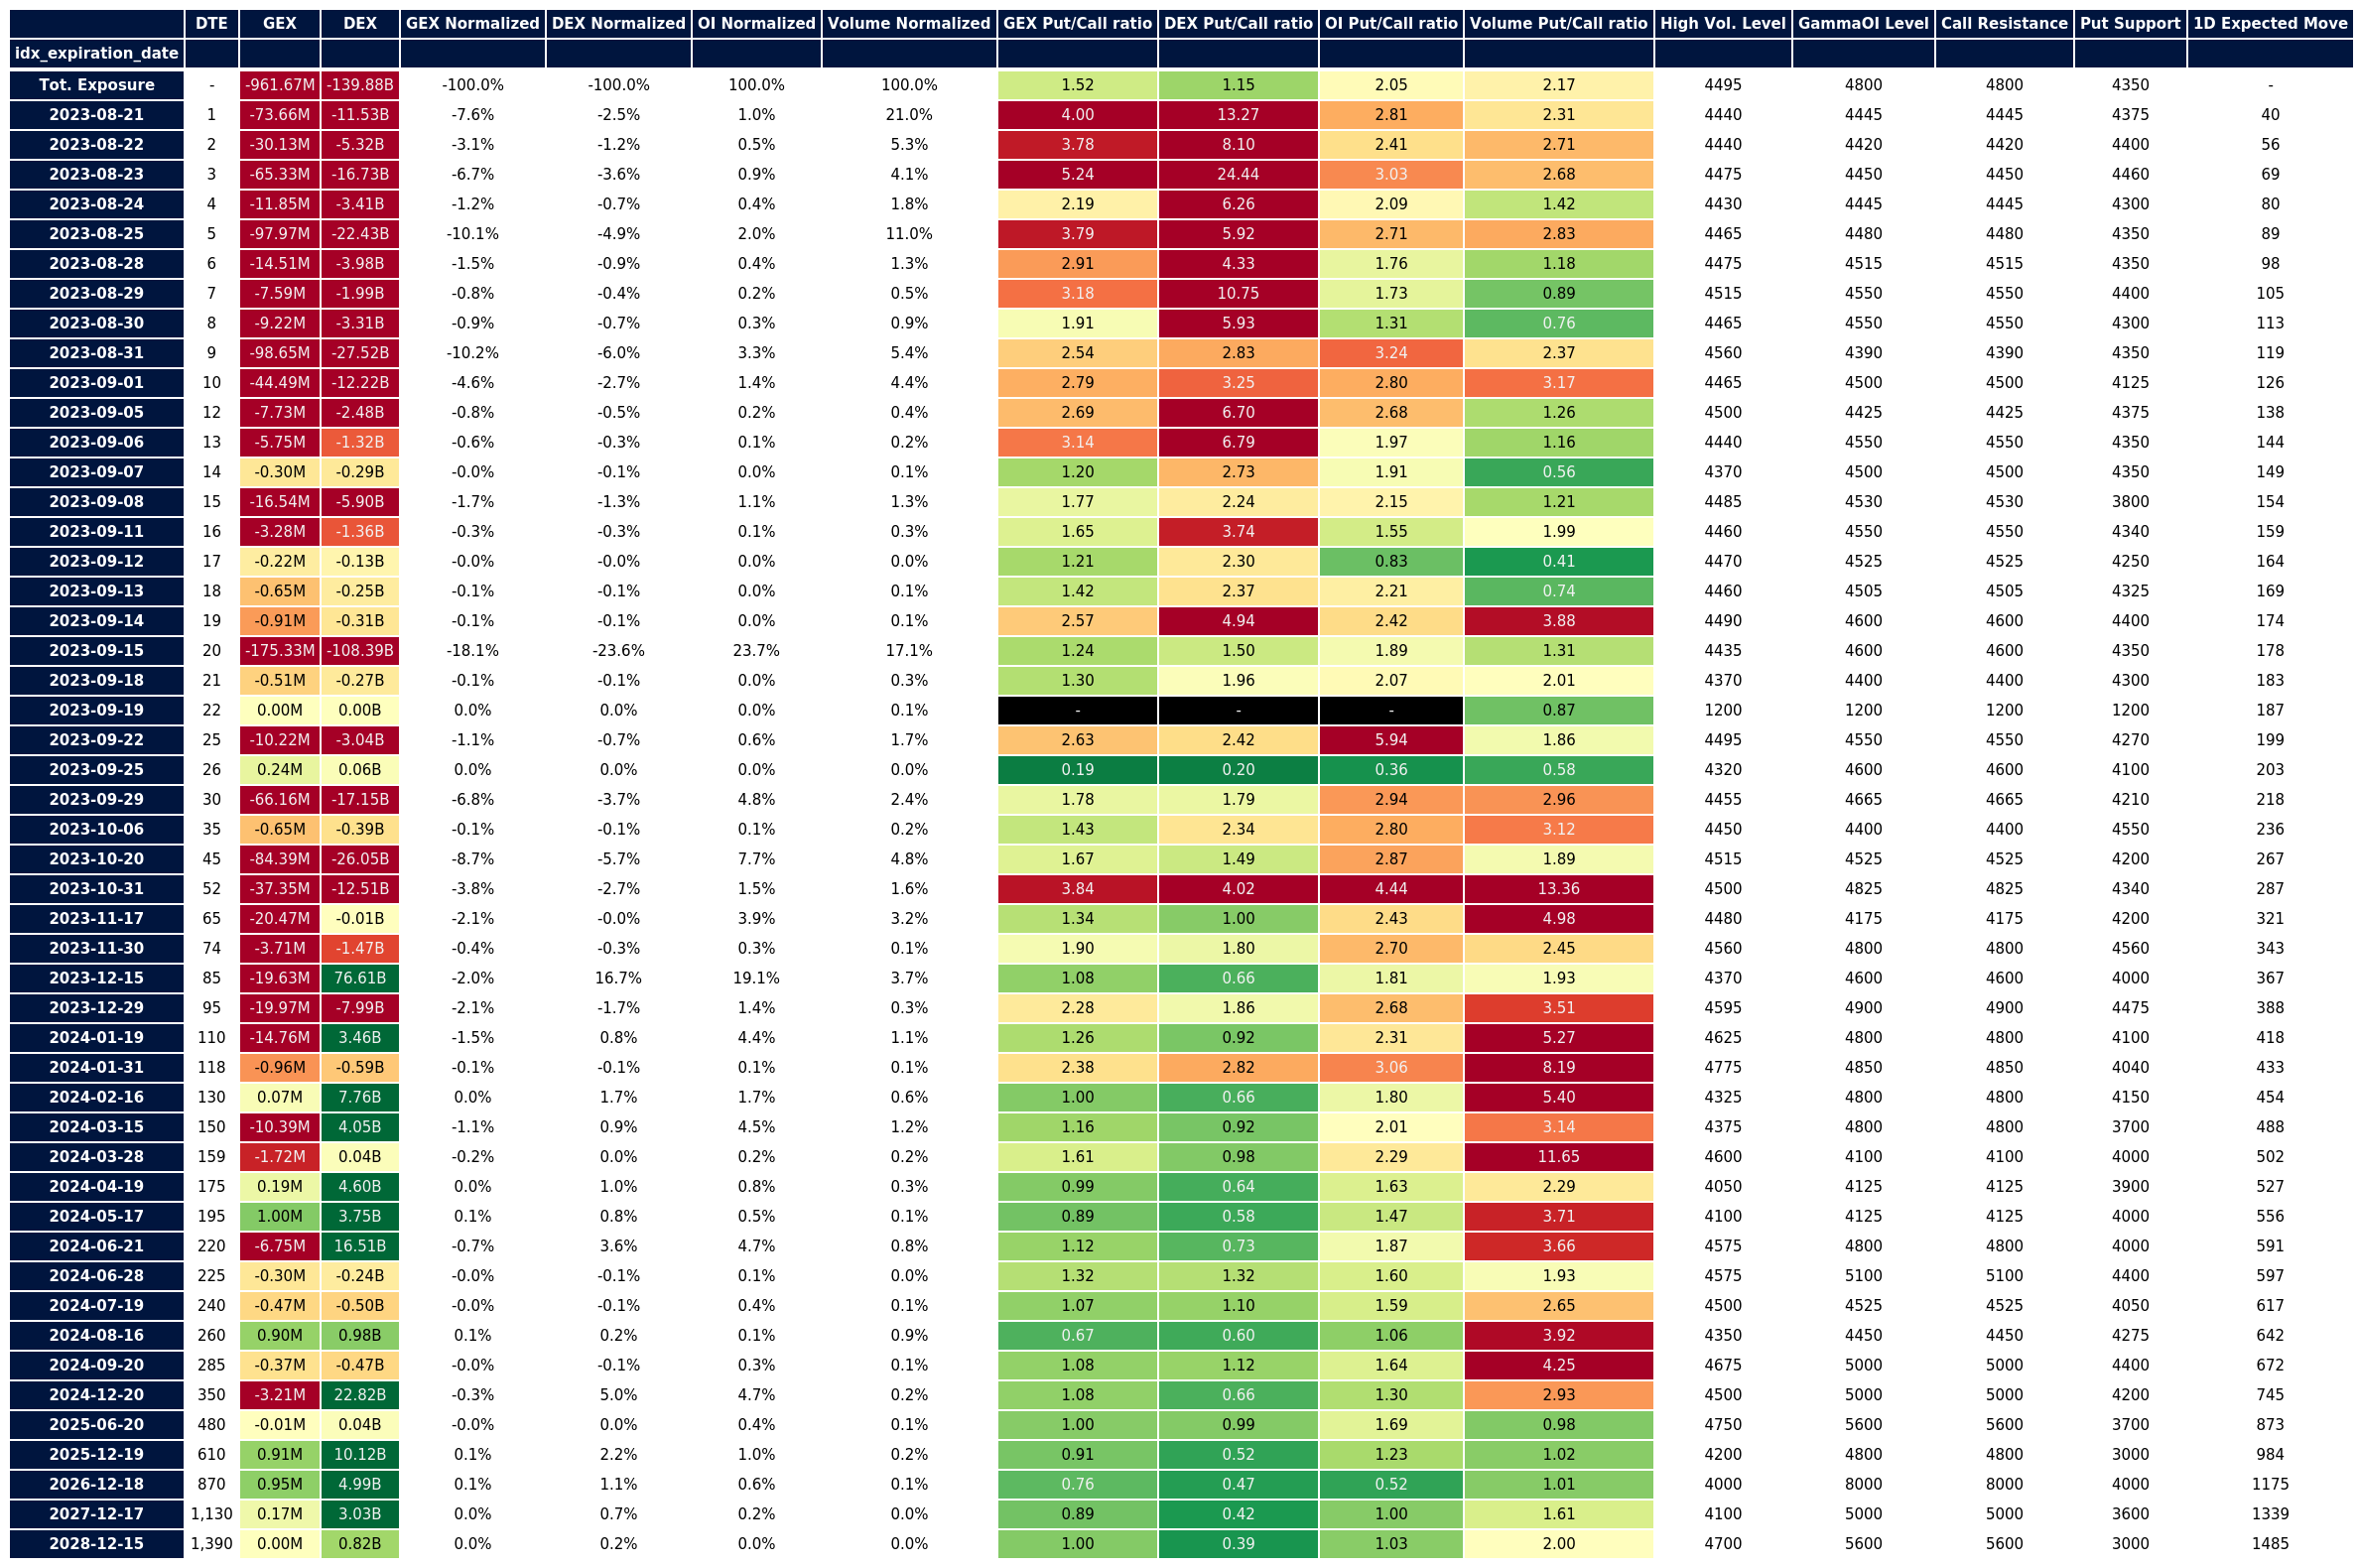 DTE GEX DEX GEX Normalized DEX Normalized OI Normalized Volume Normalized GEX Put/Call ratio DEX Put/Call ratio OI Put/Call ratio Volume Put/Call ratio High Vol. Level GammaOI Level Call Resistance Put Support 1D Expected Move
idx_expiration_date
Tot. Exposure - -961.67M -139.88B -100.0% -100.0% 100.0% 100.0% 1.52 1.15 2.05 2.17 4495 4800 4800 4350 -
2023-08-21 1 -73.66M -11.53B -7.6% -2.5% 1.0% 21.0% 4.00 13.27 2.81 2.31 4440 4445 4445 4375 40
2023-08-22 2 -30.13M -5.32B -3.1% -1.2% 0.5% 5.3% 3.78 8.10 2.41 2.71 4440 4420 4420 4400 56
2023-08-23 3 -65.33M -16.73B -6.7% -3.6% 0.9% 4.1% 5.24 24.44 3.03 2.68 4475 4450 4450 4460 69
2023-08-24 4 -11.85M -3.41B -1.2% -0.7% 0.4% 1.8% 2.19 6.26 2.09 1.42 4430 4445 4445 4300 80
2023-08-25 5 -97.97M -22.43B -10.1% -4.9% 2.0% 11.0% 3.79 5.92 2.71 2.83 4465 4480 4480 4350 89
2023-08-28 6 -14.51M -3.98B -1.5% -0.9% 0.4% 1.3% 2.91 4.33 1.76 1.18 4475 4515 4515 4350 98
2023-08-29 7 -7.59M -1.99B -0.8% -0.4% 0.2% 0.5% 3.18 10.75 1.73 0.89 4515 4550 4550 4400 105
2023-08-30 8 -9.22M -3.31B -0.9% -0.7% 0.3% 0.9% 1.91 5.93 1.31 0.76 4465 4550 4550 4300 113
2023-08-31 9 -98.65M -27.52B -10.2% -6.0% 3.3% 5.4% 2.54 2.83 3.24 2.37 4560 4390 4390 4350 119
2023-09-01 10 -44.49M -12.22B -4.6% -2.7% 1.4% 4.4% 2.79 3.25 2.80 3.17 4465 4500 4500 4125 126
2023-09-05 12 -7.73M -2.48B -0.8% -0.5% 0.2% 0.4% 2.69 6.70 2.68 1.26 4500 4425 4425 4375 138
2023-09-06 13 -5.75M -1.32B -0.6% -0.3% 0.1% 0.2% 3.14 6.79 1.97 1.16 4440 4550 4550 4350 144
2023-09-07 14 -0.30M -0.29B -0.0% -0.1% 0.0% 0.1% 1.20 2.73 1.91 0.56 4370 4500 4500 4350 149
2023-09-08 15 -16.54M -5.90B -1.7% -1.3% 1.1% 1.3% 1.77 2.24 2.15 1.21 4485 4530 4530 3800 154
2023-09-11 16 -3.28M -1.36B -0.3% -0.3% 0.1% 0.3% 1.65 3.74 1.55 1.99 4460 4550 4550 4340 159
2023-09-12 17 -0.22M -0.13B -0.0% -0.0% 0.0% 0.0% 1.21 2.30 0.83 0.41 4470 4525 4525 4250 164
2023-09-13 18 -0.65M -0.25B -0.1% -0.1% 0.0% 0.1% 1.42 2.37 2.21 0.74 4460 4505 4505 4325 169
2023-09-14 19 -0.91M -0.31B -0.1% -0.1% 0.0% 0.1% 2.57 4.94 2.42 3.88 4490 4600 4600 4400 174
2023-09-15 20 -175.33M -108.39B -18.1% -23.6% 23.7% 17.1% 1.24 1.50 1.89 1.31 4435 4600 4600 4350 178
2023-09-18 21 -0.51M -0.27B -0.1% -0.1% 0.0% 0.3% 1.30 1.96 2.07 2.01 4370 4400 4400 4300 183
2023-09-19 22 0.00M 0.00B 0.0% 0.0% 0.0% 0.1% - - - 0.87 1200 1200 1200 1200 187
2023-09-22 25 -10.22M -3.04B -1.1% -0.7% 0.6% 1.7% 2.63 2.42 5.94 1.86 4495 4550 4550 4270 199
2023-09-25 26 0.24M 0.06B 0.0% 0.0% 0.0% 0.0% 0.19 0.20 0.36 0.58 4320 4600 4600 4100 203
2023-09-29 30 -66.16M -17.15B -6.8% -3.7% 4.8% 2.4% 1.78 1.79 2.94 2.96 4455 4665 4665 4210 218
2023-10-06 35 -0.65M -0.39B -0.1% -0.1% 0.1% 0.2% 1.43 2.34 2.80 3.12 4450 4400 4400 4550 236
2023-10-20 45 -84.39M -26.05B -8.7% -5.7% 7.7% 4.8% 1.67 1.49 2.87 1.89 4515 4525 4525 4200 267
2023-10-31 52 -37.35M -12.51B -3.8% -2.7% 1.5% 1.6% 3.84 4.02 4.44 13.36 4500 4825 4825 4340 287
2023-11-17 65 -20.47M -0.01B -2.1% -0.0% 3.9% 3.2% 1.34 1.00 2.43 4.98 4480 4175 4175 4200 321
2023-11-30 74 -3.71M -1.47B -0.4% -0.3% 0.3% 0.1% 1.90 1.80 2.70 2.45 4560 4800 4800 4560 343
2023-12-15 85 -19.63M 76.61B -2.0% 16.7% 19.1% 3.7% 1.08 0.66 1.81 1.93 4370 4600 4600 4000 367
2023-12-29 95 -19.97M -7.99B -2.1% -1.7% 1.4% 0.3% 2.28 1.86 2.68 3.51 4595 4900 4900 4475 388
2024-01-19 110 -14.76M 3.46B -1.5% 0.8% 4.4% 1.1% 1.26 0.92 2.31 5.27 4625 4800 4800 4100 418
2024-01-31 118 -0.96M -0.59B -0.1% -0.1% 0.1% 0.1% 2.38 2.82 3.06 8.19 4775 4850 4850 4040 433
2024-02-16 130 0.07M 7.76B 0.0% 1.7% 1.7% 0.6% 1.00 0.66 1.80 5.40 4325 4800 4800 4150 454
2024-03-15 150 -10.39M 4.05B -1.1% 0.9% 4.5% 1.2% 1.16 0.92 2.01 3.14 4375 4800 4800 3700 488
2024-03-28 159 -1.72M 0.04B -0.2% 0.0% 0.2% 0.2% 1.61 0.98 2.29 11.65 4600 4100 4100 4000 502
2024-04-19 175 0.19M 4.60B 0.0% 1.0% 0.8% 0.3% 0.99 0.64 1.63 2.29 4050 4125 4125 3900 527
2024-05-17 195 1.00M 3.75B 0.1% 0.8% 0.5% 0.1% 0.89 0.58 1.47 3.71 4100 4125 4125 4000 556
2024-06-21 220 -6.75M 16.51B -0.7% 3.6% 4.7% 0.8% 1.12 0.73 1.87 3.66 4575 4800 4800 4000 591
2024-06-28 225 -0.30M -0.24B -0.0% -0.1% 0.1% 0.0% 1.32 1.32 1.60 1.93 4575 5100 5100 4400 597
2024-07-19 240 -0.47M -0.50B -0.0% -0.1% 0.4% 0.1% 1.07 1.10 1.59 2.65 4500 4525 4525 4050 617
2024-08-16 260 0.90M 0.98B 0.1% 0.2% 0.1% 0.9% 0.67 0.60 1.06 3.92 4350 4450 4450 4275 642
2024-09-20 285 -0.37M -0.47B -0.0% -0.1% 0.3% 0.1% 1.08 1.12 1.64 4.25 4675 5000 5000 4400 672
2024-12-20 350 -3.21M 22.82B -0.3% 5.0% 4.7% 0.2% 1.08 0.66 1.30 2.93 4500 5000 5000 4200 745
2025-06-20 480 -0.01M 0.04B -0.0% 0.0% 0.4% 0.1% 1.00 0.99 1.69 0.98 4750 5600 5600 3700 873
2025-12-19 610 0.91M 10.12B 0.1% 2.2% 1.0% 0.2% 0.91 0.52 1.23 1.02 4200 4800 4800 3000 984
2026-12-18 870 0.95M 4.99B 0.1% 1.1% 0.6% 0.1% 0.76 0.47 0.52 1.01 4000 8000 8000 4000 1175
2027-12-17 1,130 0.17M 3.03B 0.0% 0.7% 0.2% 0.0% 0.89 0.42 1.00 1.61 4100 5000 5000 3600 1339
2028-12-15 1,390 0.00M 0.82B 0.0% 0.2% 0.0% 0.0% 1.00 0.39 1.03 2.00 4700 5600 5600 3000 1485